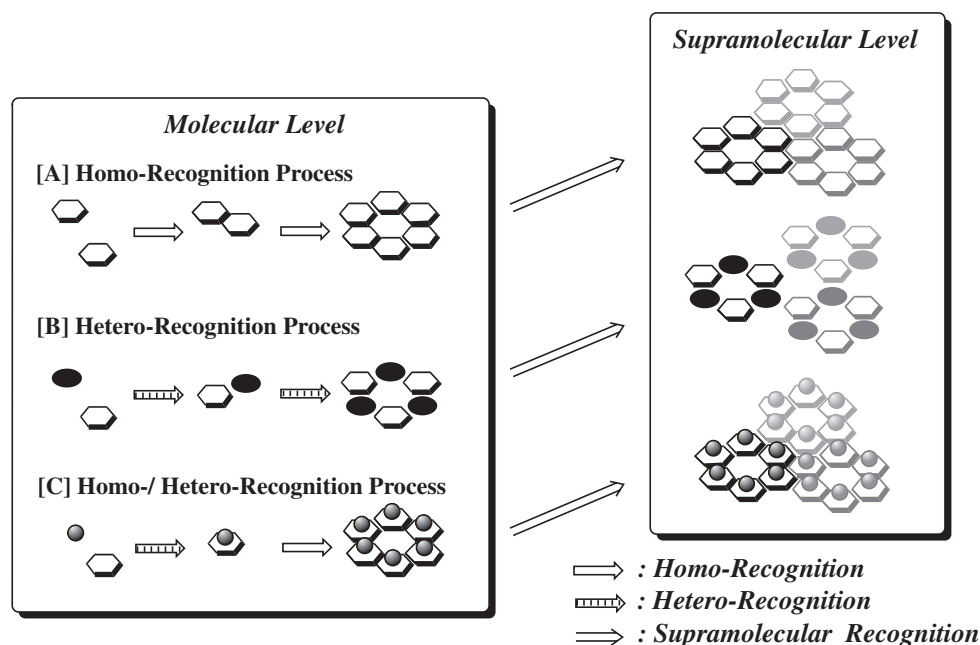 Supramolecular Level
Molecular Level
[A] Homo-Recognition Process
[B] Hetero-Recognition Process
[C] Homo-/ Hetero-Recognition Process
: Homo-Recognition
: Hetero-Recognition
: Supramolecular Recognition